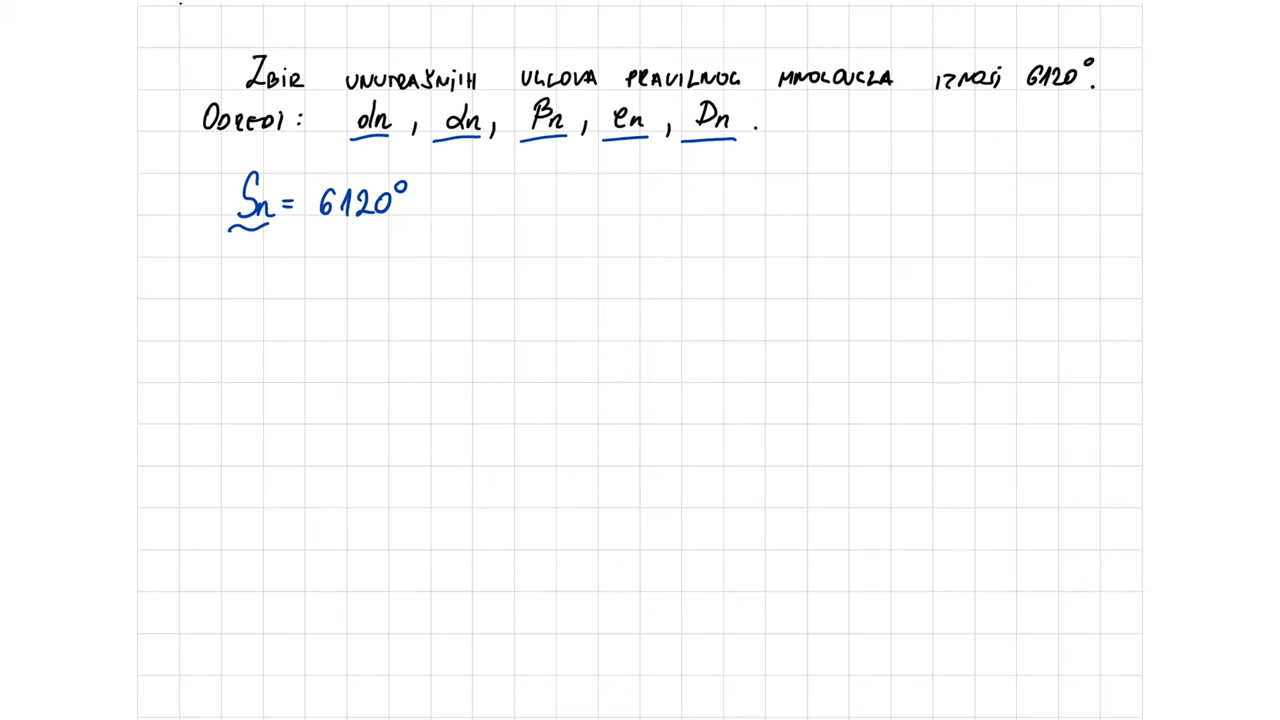 Zbir unutrašnjih uglova pravilnog mnogougla iznosi 6120°.
Odredi: dn, αn, βn, en, Dn.
Sn = 6120°